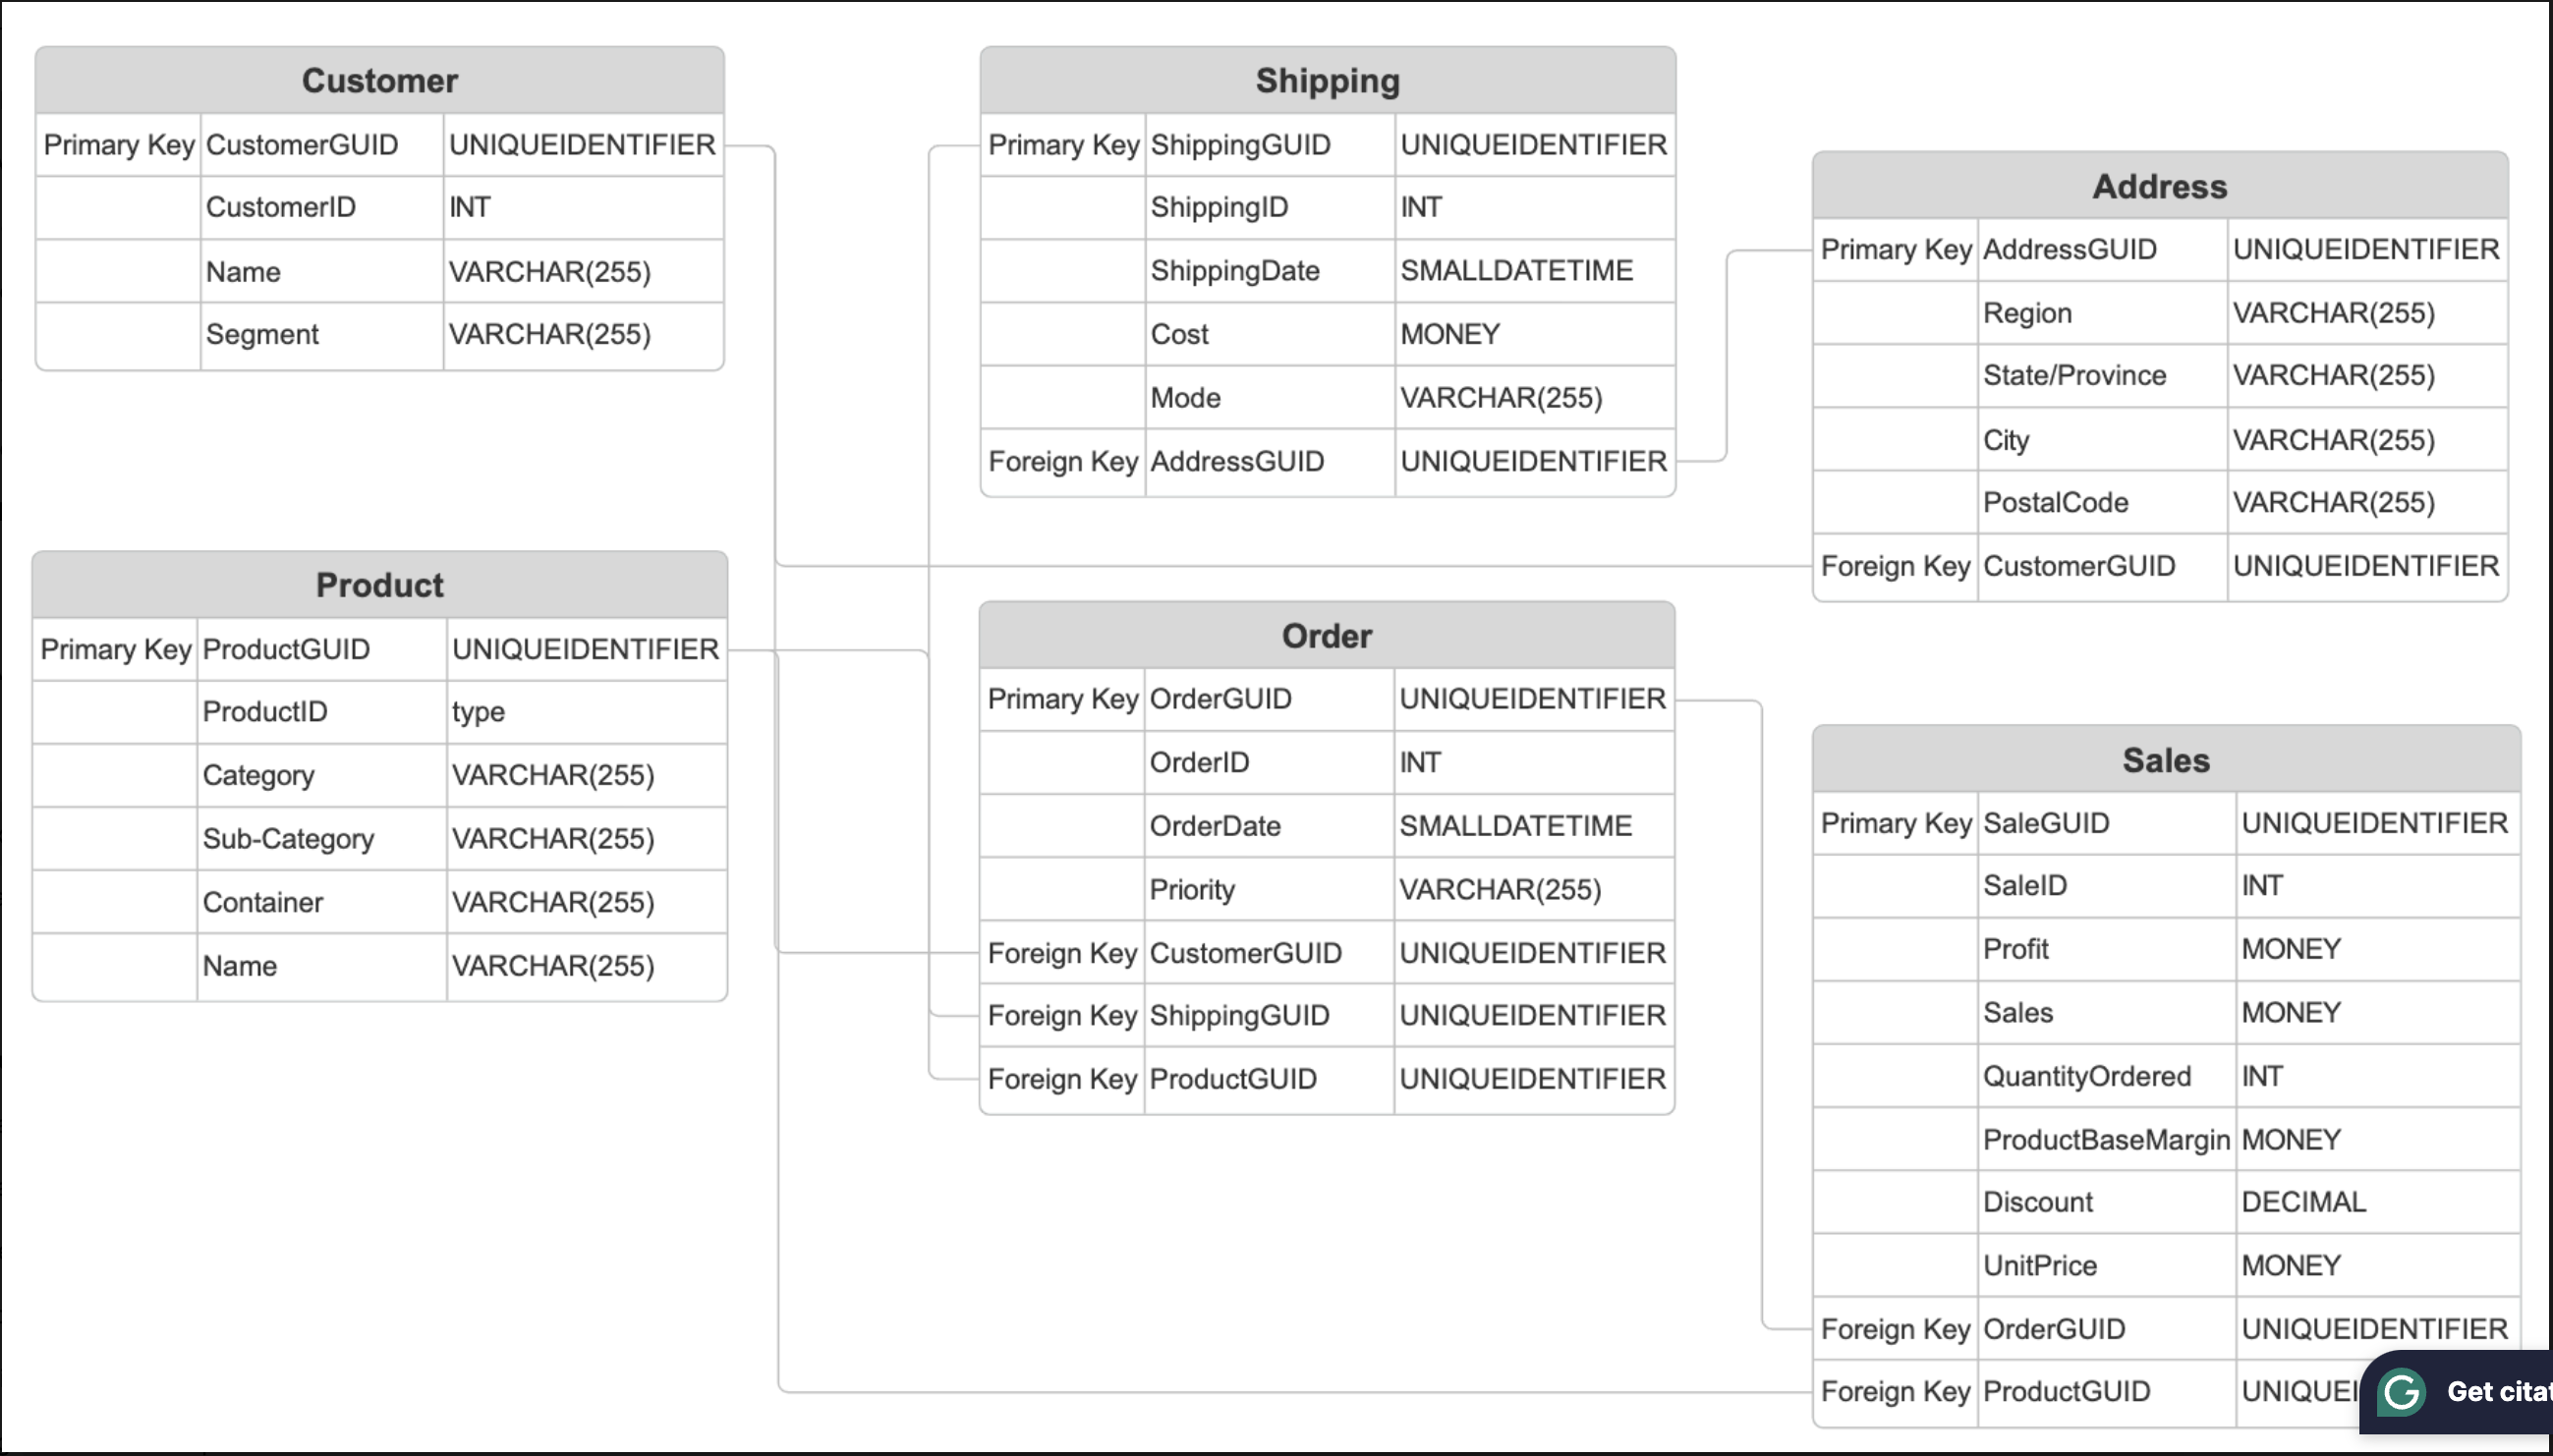 Customer
Primary Key CustomerGUID UNIQUEIDENTIFIER
CustomerID INT
Name VARCHAR(255)
Segment VARCHAR(255)
Product
Primary Key ProductGUID UNIQUEIDENTIFIER
ProductID type
Category VARCHAR(255)
Sub-Category VARCHAR(255)
Container VARCHAR(255)
Name VARCHAR(255)
Shipping
Primary Key ShippingGUID UNIQUEIDENTIFIER
ShippingID INT
ShippingDate SMALLDATETIME
Cost MONEY
Mode VARCHAR(255)
Foreign Key AddressGUID UNIQUEIDENTIFIER
Order
Primary Key OrderGUID UNIQUEIDENTIFIER
OrderID INT
OrderDate SMALLDATETIME
Priority VARCHAR(255)
Foreign Key CustomerGUID UNIQUEIDENTIFIER
Foreign Key ShippingGUID UNIQUEIDENTIFIER
Foreign Key ProductGUID UNIQUEIDENTIFIER
Address
Primary Key AddressGUID UNIQUEIDENTIFIER
Region VARCHAR(255)
State/Province VARCHAR(255)
City VARCHAR(255)
PostalCode VARCHAR(255)
Foreign Key CustomerGUID UNIQUEIDENTIFIER
Sales
Primary Key SaleGUID UNIQUEIDENTIFIER
SaleID INT
Profit MONEY
Sales MONEY
QuantityOrdered INT
ProductBaseMargin MONEY
Discount DECIMAL
UnitPrice MONEY
Foreign Key OrderGUID UNIQUEIDENTIFIER
Foreign Key ProductGUID
Get